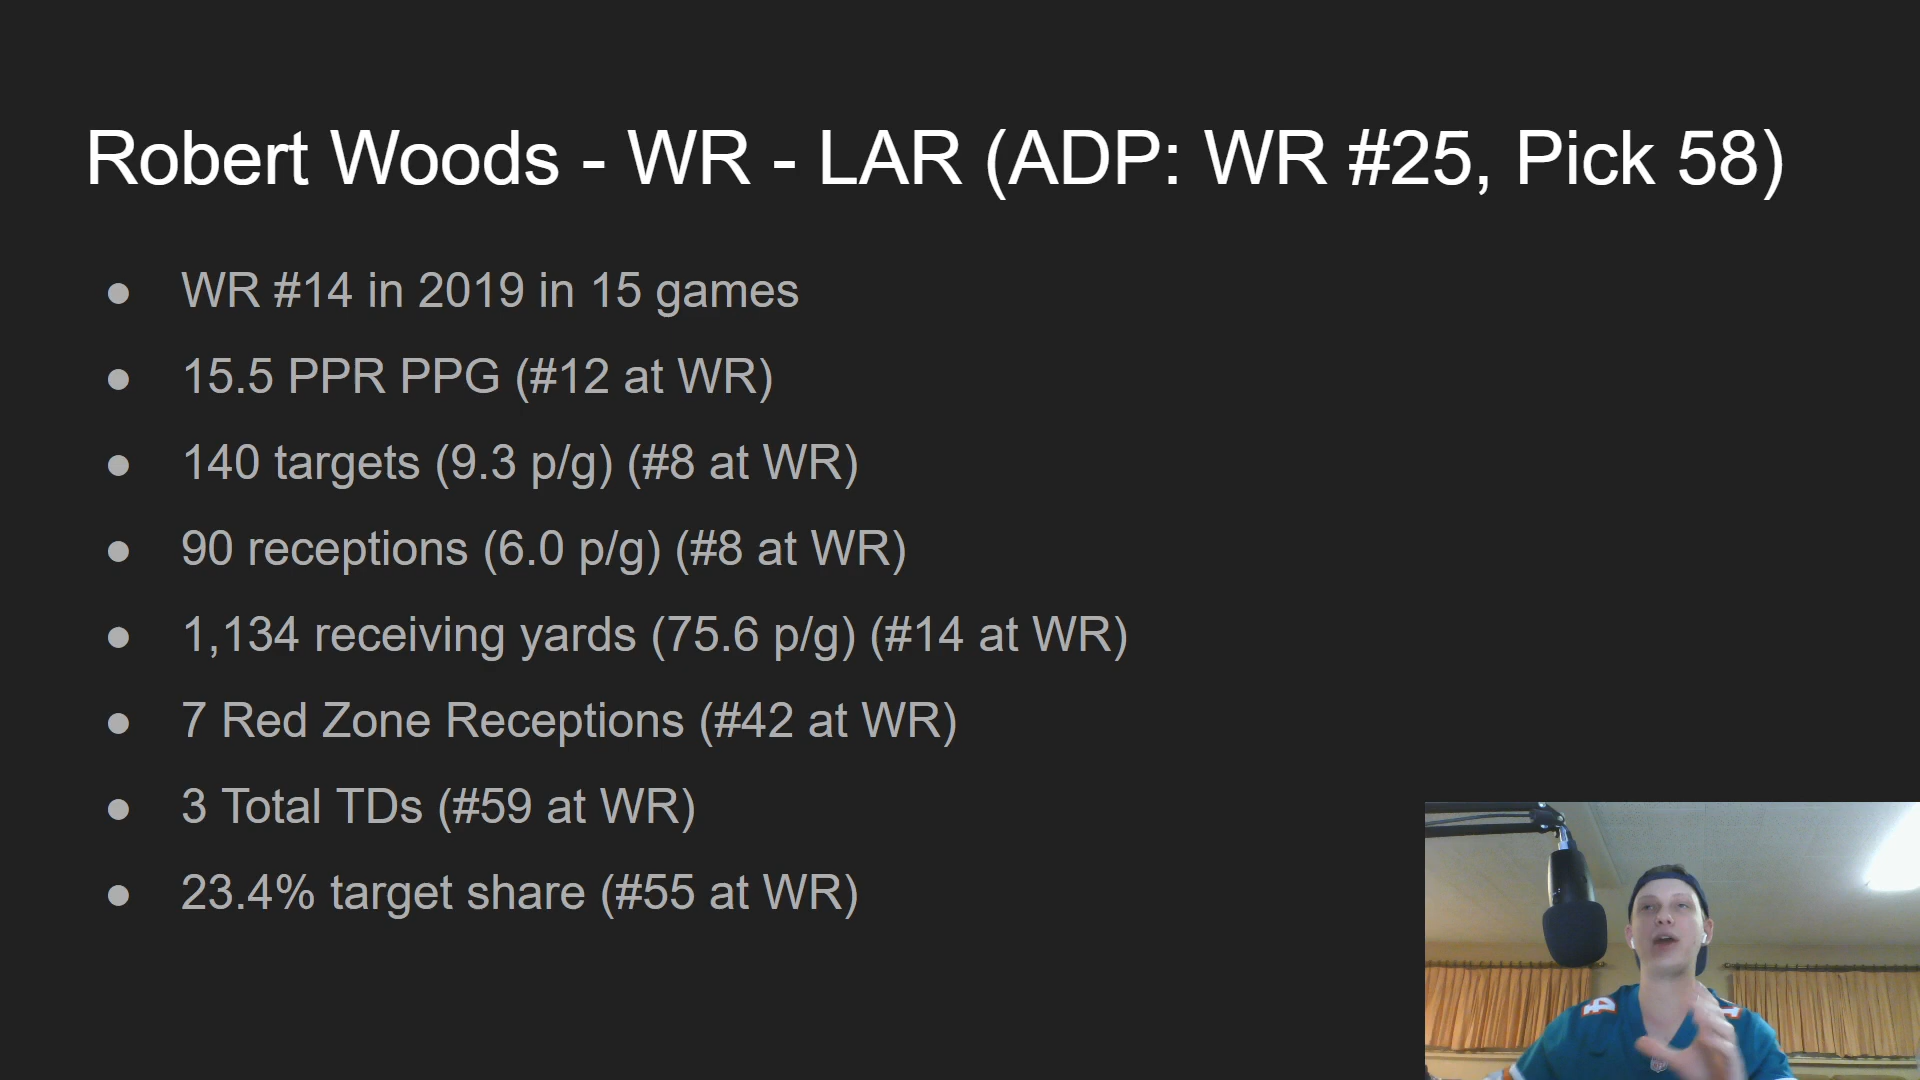 Robert Woods - WR - LAR (ADP: WR #25, Pick 58)
● WR #14 in 2019 in 15 games
● 15.5 PPR PPG (#12 at WR)
● 140 targets (9.3 p/g) (#8 at WR)
● 90 receptions (6.0 p/g) (#8 at WR)
● 1,134 receiving yards (75.6 p/g) (#14 at WR)
● 7 Red Zone Receptions (#42 at WR)
● 3 Total TDs (#59 at WR)
● 23.4% target share (#55 at WR)